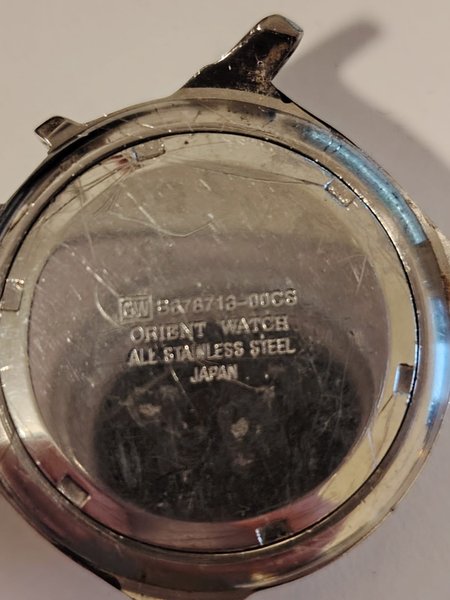 ORIENT WATCH
ALL STAINLESS STEEL
JAPAN